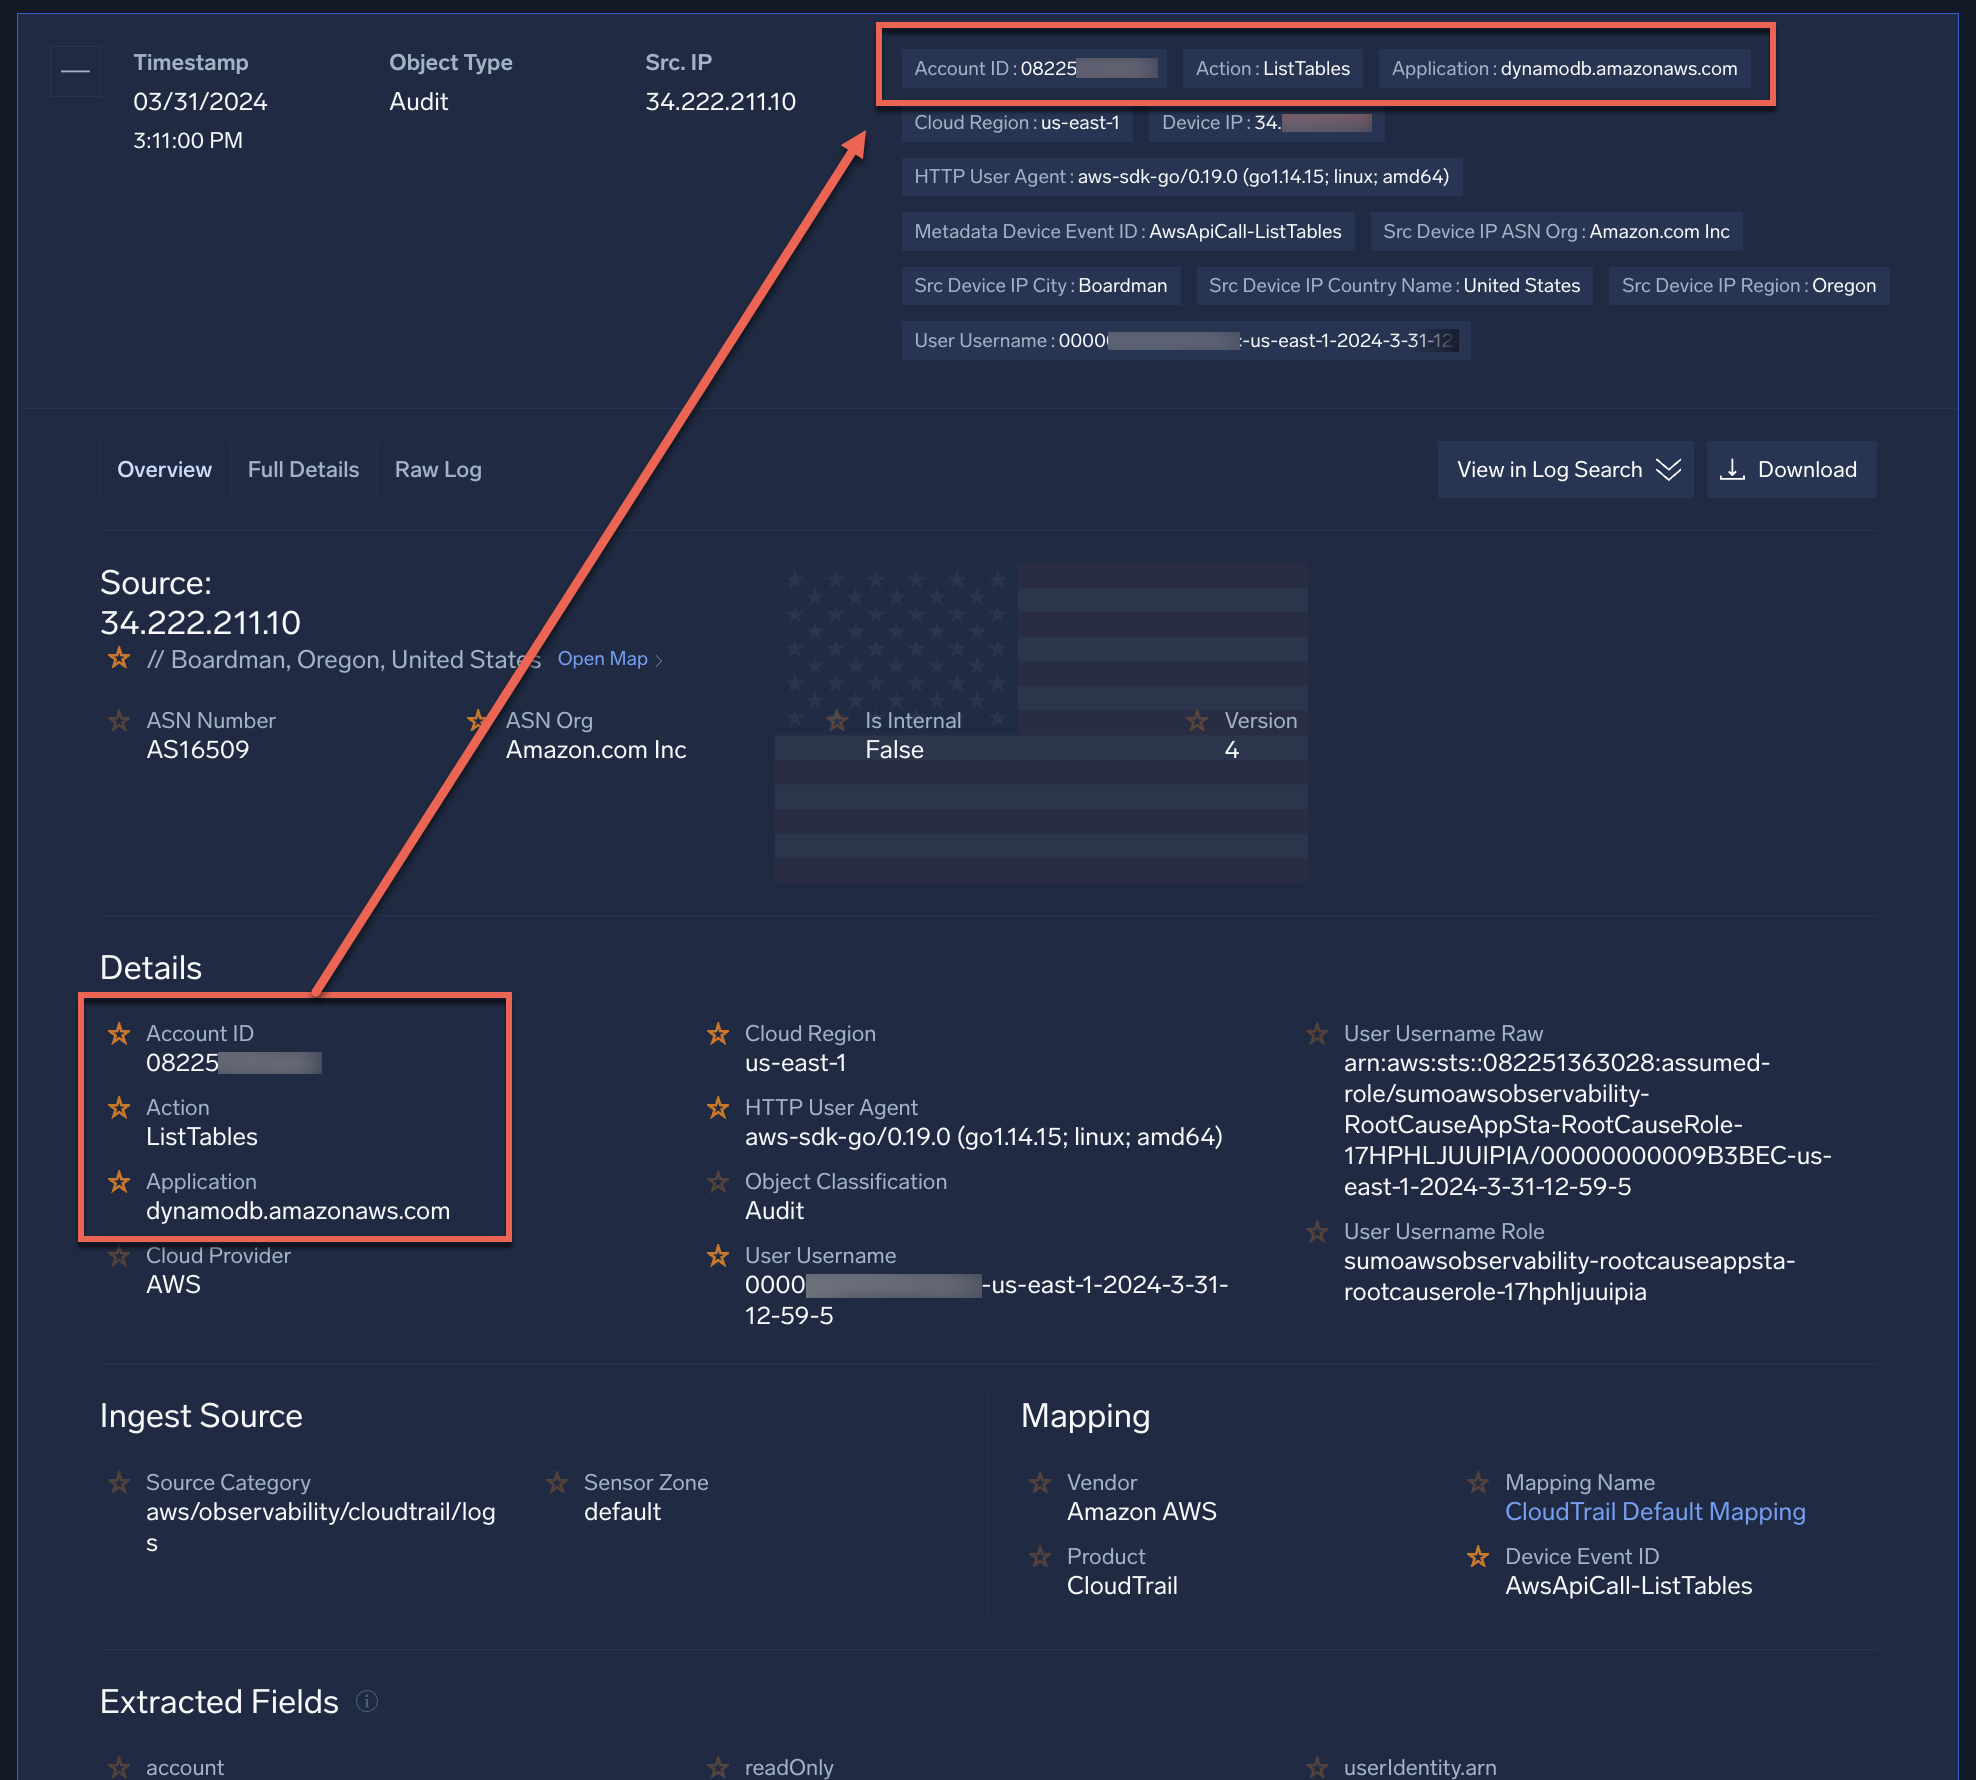 Timestamp
03/31/2024
3:11:00 PM
Object Type
Audit
Src. IP
34.222.211.10
Account ID : 08225
Action : ListTables
Application : dynamodb.amazonaws.com
Cloud Region : us-east-1
Device IP : 34.
HTTP User Agent : aws-sdk-go/0.19.0 (go1.14.15; linux; amd64)
Metadata Device Event ID : AwsApiCall-ListTables
Src Device IP ASN Org : Amazon.com Inc
Src Device IP City : Boardman
Src Device IP Country Name : United States
Src Device IP Region : Oregon
User Username : 0000 :-us-east-1-2024-3-31-12
Overview
Full Details
Raw Log
View in Log Search
Download
Source:
34.222.211.10
// Boardman, Oregon, United States
Open Map
ASN Number
AS16509
ASN Org
Amazon.com Inc
Is Internal
False
Version
4
Details
Account ID
08225
Action
ListTables
Application
dynamodb.amazonaws.com
Cloud Provider
AWS
Cloud Region
us-east-1
HTTP User Agent
aws-sdk-go/0.19.0 (go1.14.15; linux; amd64)
Object Classification
Audit
User Username
0000 -us-east-1-2024-3-31-
12-59-5
User Username Raw
arn:aws:sts::082251363028:assumed-
role/sumoawsobservability-
RootCauseAppSta-RootCauseRole-
17HPHLJUUIPIA/00000000009B3BEC-us-
east-1-2024-3-31-12-59-5
User Username Role
sumoawsobservability-rootcauseappsta-
rootcauserole-17hphljuuipia
Ingest Source
Source Category
aws/observability/cloudtrail/log
s
Sensor Zone
default
Mapping
Vendor
Amazon AWS
Mapping Name
CloudTrail Default Mapping
Product
CloudTrail
Device Event ID
AwsApiCall-ListTables
Extracted Fields
account
readOnly
userIdentity.arn